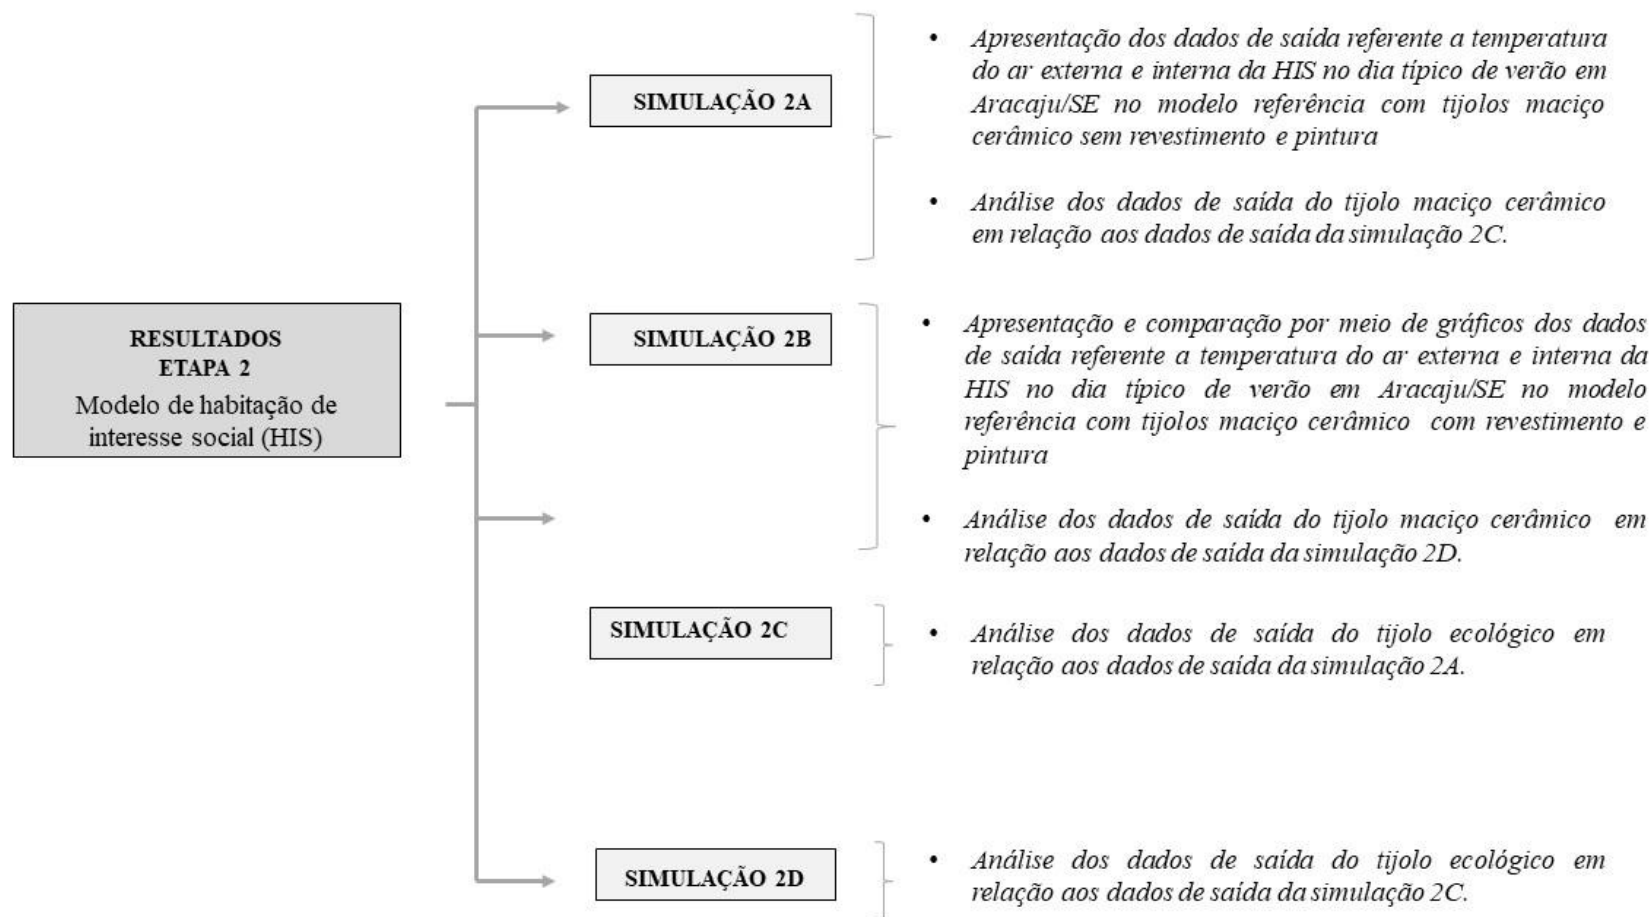 RESULTADOS
ETAPA 2
Modelo de habitação de
interesse social (HIS)
SIMULAÇÃO 2A
• Apresentação dos dados de saída referente a temperatura
do ar externa e interna da HIS no dia típico de verão em
Aracaju/SE no modelo referência com tijolos maciço
cerâmico sem revestimento e pintura
• Análise dos dados de saída do tijolo maciço cerâmico
em relação aos dados de saída da simulação 2C.
SIMULAÇÃO 2B
• Apresentação e comparação por meio de gráficos dos dados
de saída referente a temperatura do ar externa e interna da
HIS no dia típico de verão em Aracaju/SE no modelo
referência com tijolos maciço cerâmico com revestimento e
pintura
• Análise dos dados de saída do tijolo maciço cerâmico em
relação aos dados de saída da simulação 2D.
SIMULAÇÃO 2C
• Análise dos dados de saída do tijolo ecológico em
relação aos dados de saída da simulação 2A.
SIMULAÇÃO 2D
• Análise dos dados de saída do tijolo ecológico em
relação aos dados de saída da simulação 2C.